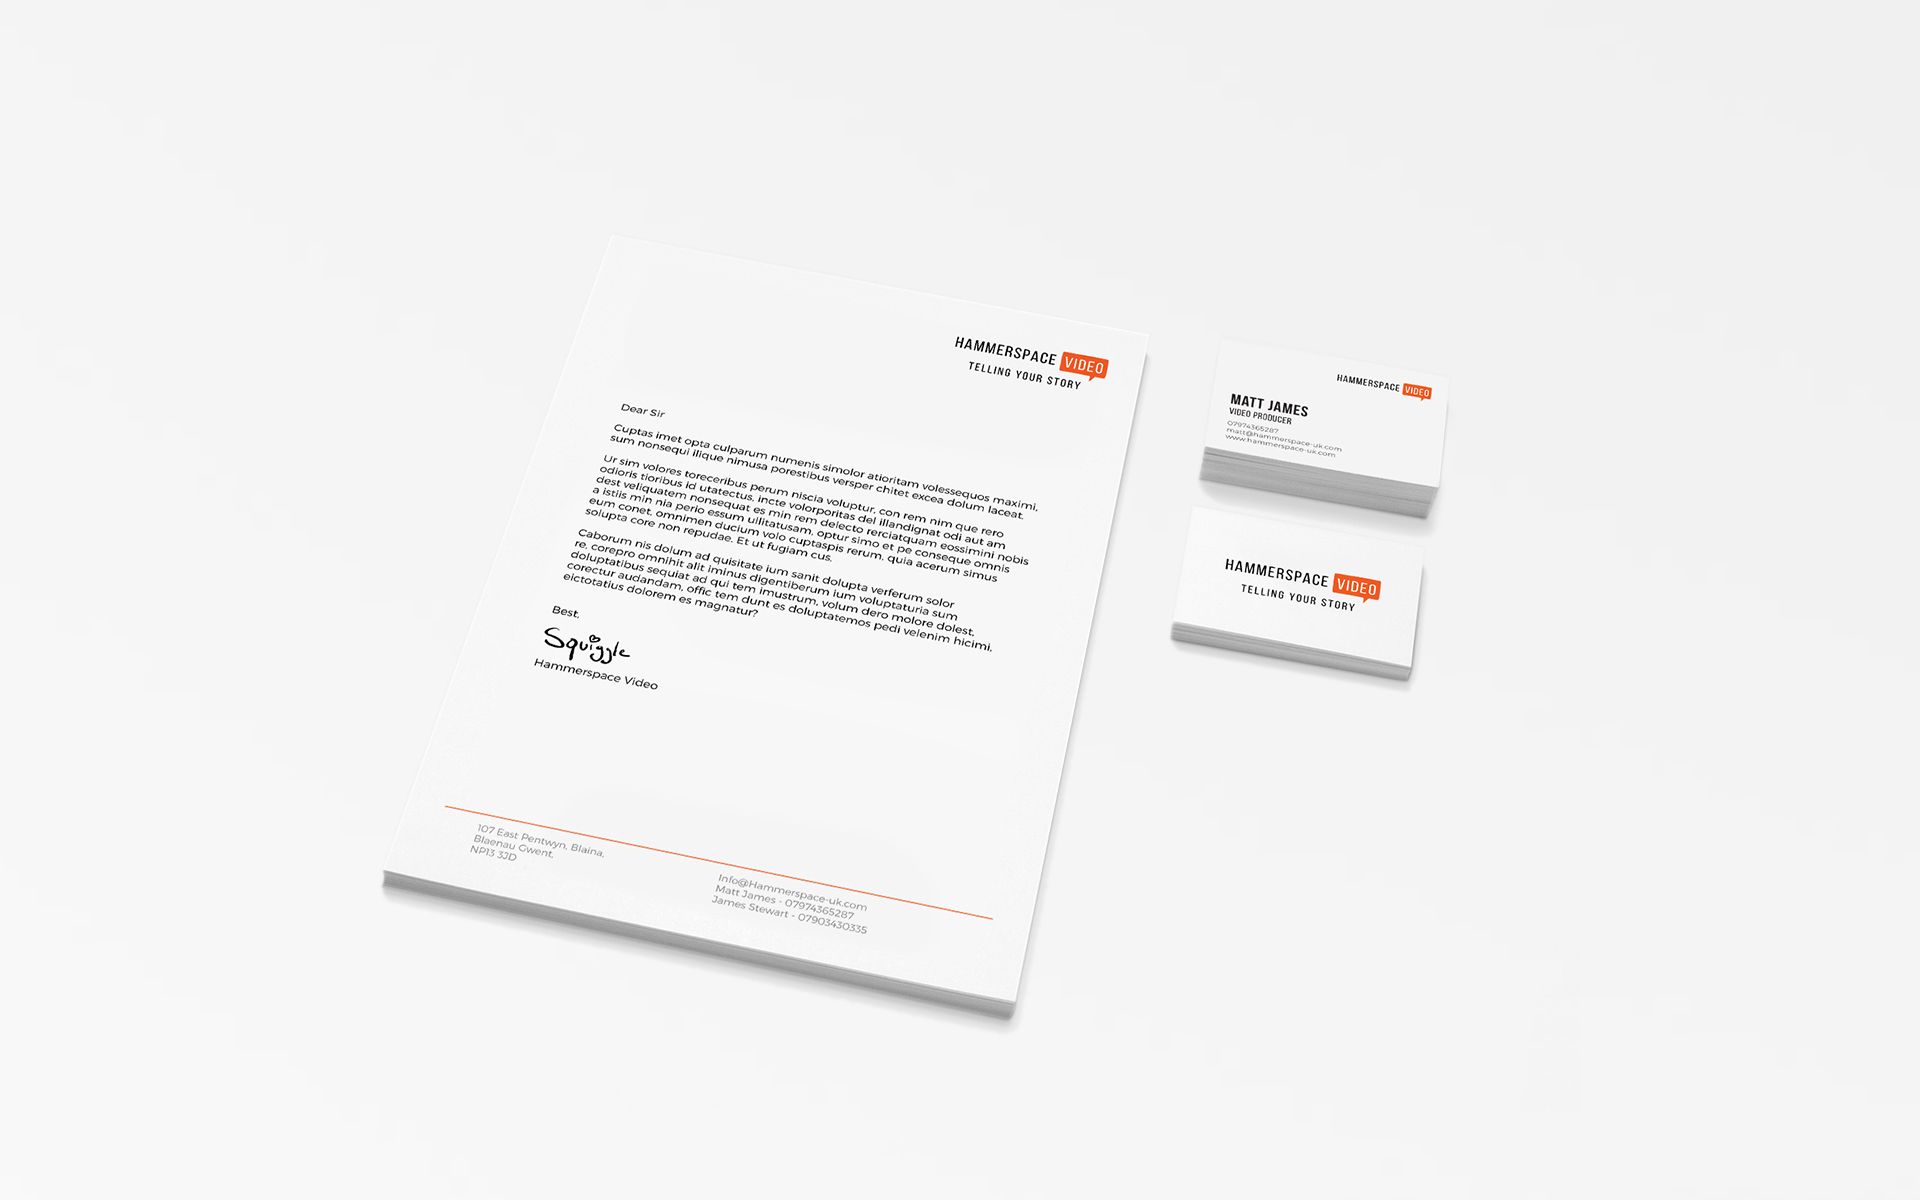 HAMMERSPACE VIDEO
TELLING YOUR STORY
Dear Sir
Cuptas imet opta culparum numenis simolor atioritam volessequos maximi,
sum nonsequi ilique nimusa porestibus versper chitet excea dolum laceat.
Ur sim volores toreceribus perum niscia voluptur, con rem nim que rero
odioris tioribus id utatectus, incte volorporitas del illandignat odi aut am
dest veliquatem nonsequat es min rem delecto rerciatquam eossimini nobis
a istiis min nia perio essum ullitatusam, optur simo et pe conseque omnis
eum conet, omnimen ducium volo cuptaspis rerum, quia acerum simus
solupta core non repudae. Et ut fugiam cus.
Caborum nis dolum ad quisitate ium sanit dolupta verferum solor
re, corepro omnihit alit iminus digentiberum ium voluptaturia sum
doluptatibus sequiat ad qui tem imustrum, volum dero molore dolest,
corectur audandam, offic tem dunt es doluptatemos pedi velenim hicimi,
eictotatius dolorem es magnatur?
Best,
Squiggle
Hammerspace Video
107 East Pentwyn, Blaina,
Blaenau Gwent,
NP13 3JD
Info@Hammerspace-uk.com
Matt James - 07974365287
James Stewart - 07903430335
HAMMERSPACE VIDEO
MATT JAMES
VIDEO PRODUCER
07974365287
matt@hammerspace-uk.com
www.hammerspace-uk.com
HAMMERSPACE VIDEO
TELLING YOUR STORY